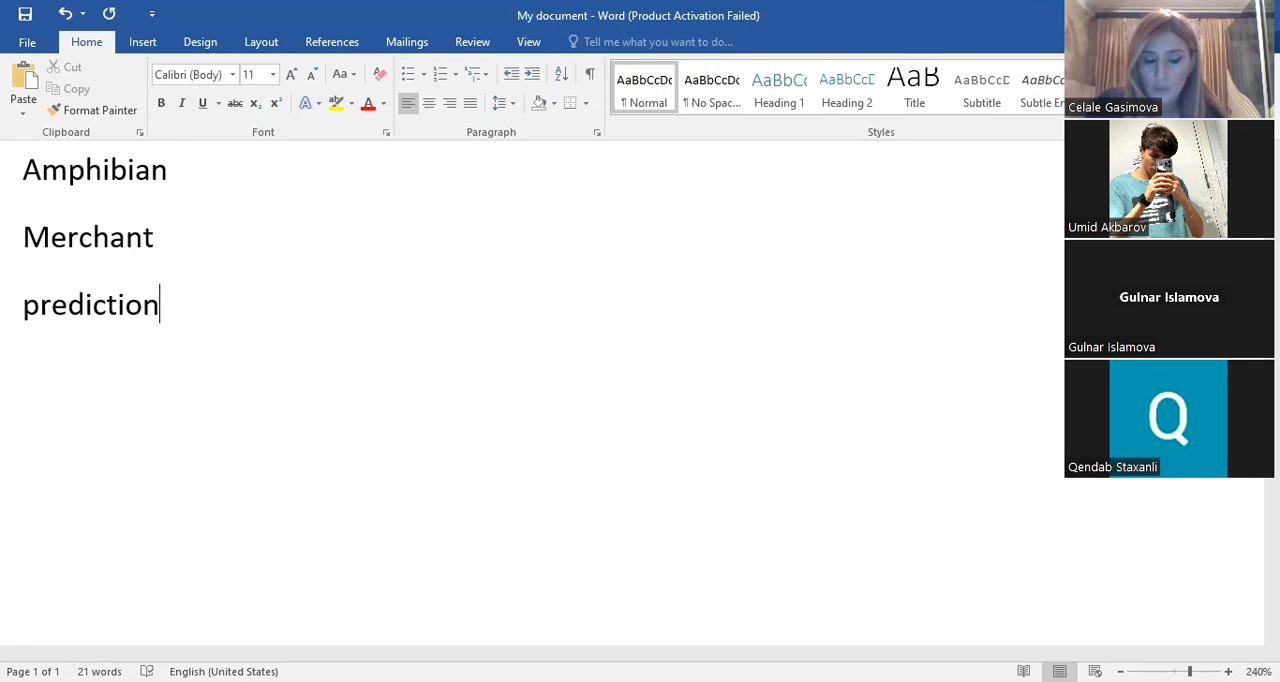 My document - Word (Product Activation Failed)
File Home Insert Design Layout References Mailings Review View Tell me what you want to do...
Paste
Cut
Copy
Format Painter
Clipboard
Calibri (Body) 11
Font
Paragraph
AaBbCcDc AaBbCcDc AaBbC AaBbCcD AaB AaBbCcD AaBbC
¶ Normal ¶ No Spac... Heading 1 Heading 2 Title Subtitle Subtle
Styles
Amphibian
Merchant
prediction
Celale Gasimova
Umid Akbarov
Gulnar Islamova
Gulnar Islamova
Q
Qendab Staxanli
Page 1 of 1 21 words English (United States) 240%